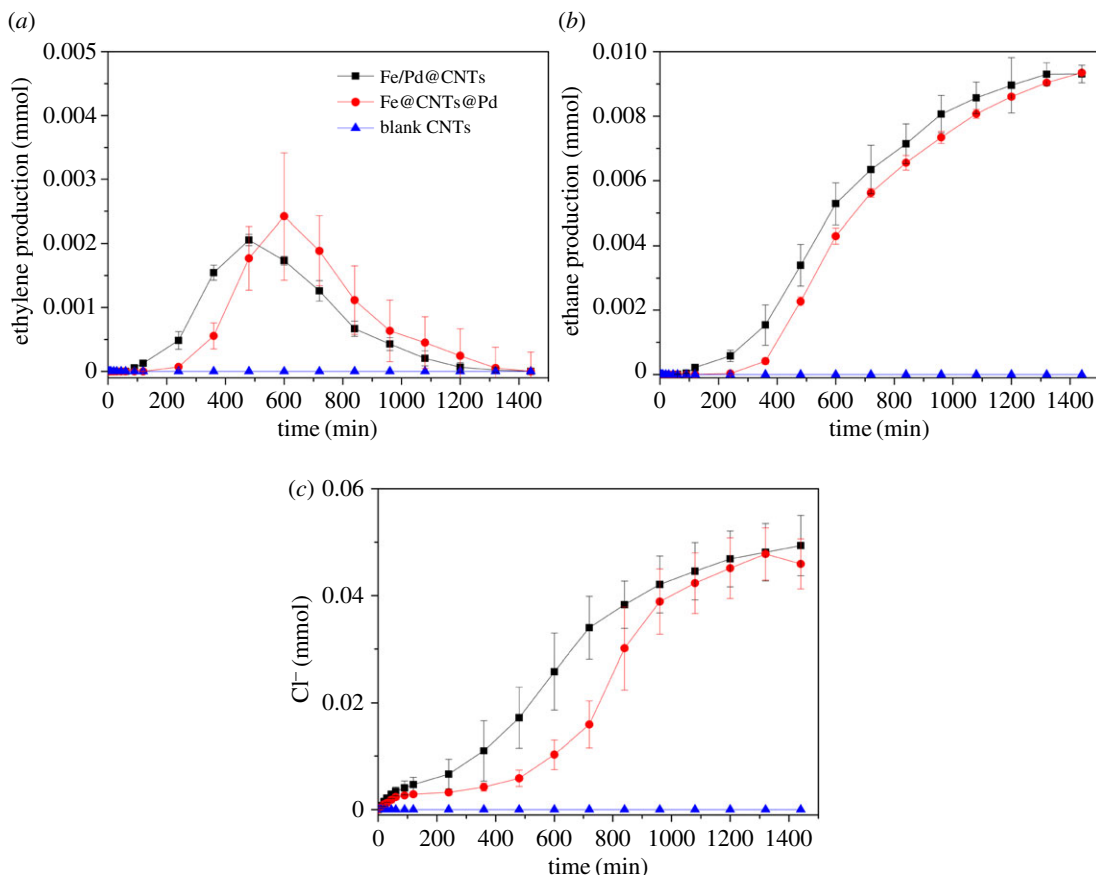 (a)
0.005
0.004
0.003
0.002
0.001
0
ethylene production (mmol)
Fe/Pd@CNTs
Fe@CNTs@Pd
blank CNTs
0 200 400 600 800 1000 1200 1400
time (min)
(b)
0.010
0.008
0.006
0.004
0.002
0
ethane production (mmol)
0 200 400 600 800 1000 1200 1400
time (min)
(c)
0.06
0.04
0.02
0
Cl⁻ (mmol)
0 200 400 600 800 1000 1200 1400
time (min)